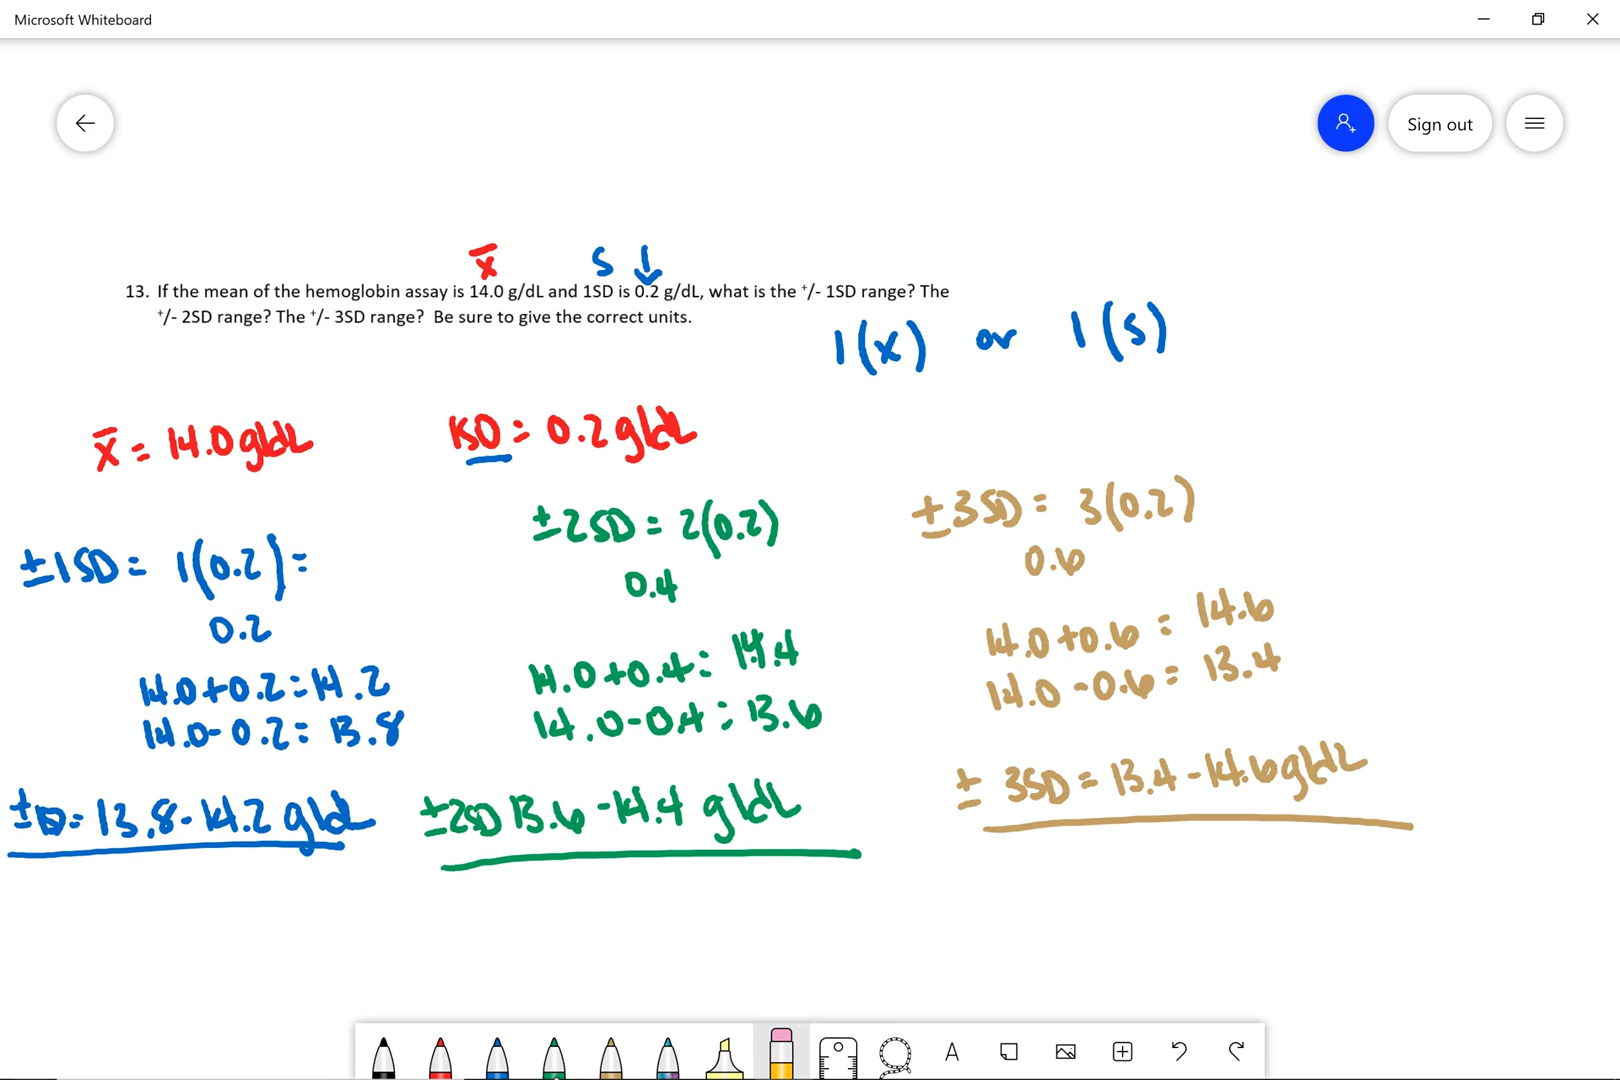 Microsoft Whiteboard
Sign out
x̄ S ↓
13. If the mean of the hemoglobin assay is 14.0 g/dL and 1SD is 0.2 g/dL, what is the +/- 1SD range? The
+/- 2SD range? The +/- 3SD range? Be sure to give the correct units.
1(x) or 1(s)
x̄ = 14.0 g/dL
1SD = 0.2 g/dL
±1SD = 1(0.2) =
0.2
14.0+0.2=14.2
14.0-0.2=13.8
= 13.8-14.2 g/dL
±2SD = 2(0.2)
0.4
14.0+0.4=14.4
14.0-0.4=13.6
±2SD 13.6-14.4 g/dL
±3SD = 3(0.2)
0.6
14.0+0.6=14.6
14.0-0.6=13.4
± 3SD = 13.4-14.6 g/dL
A